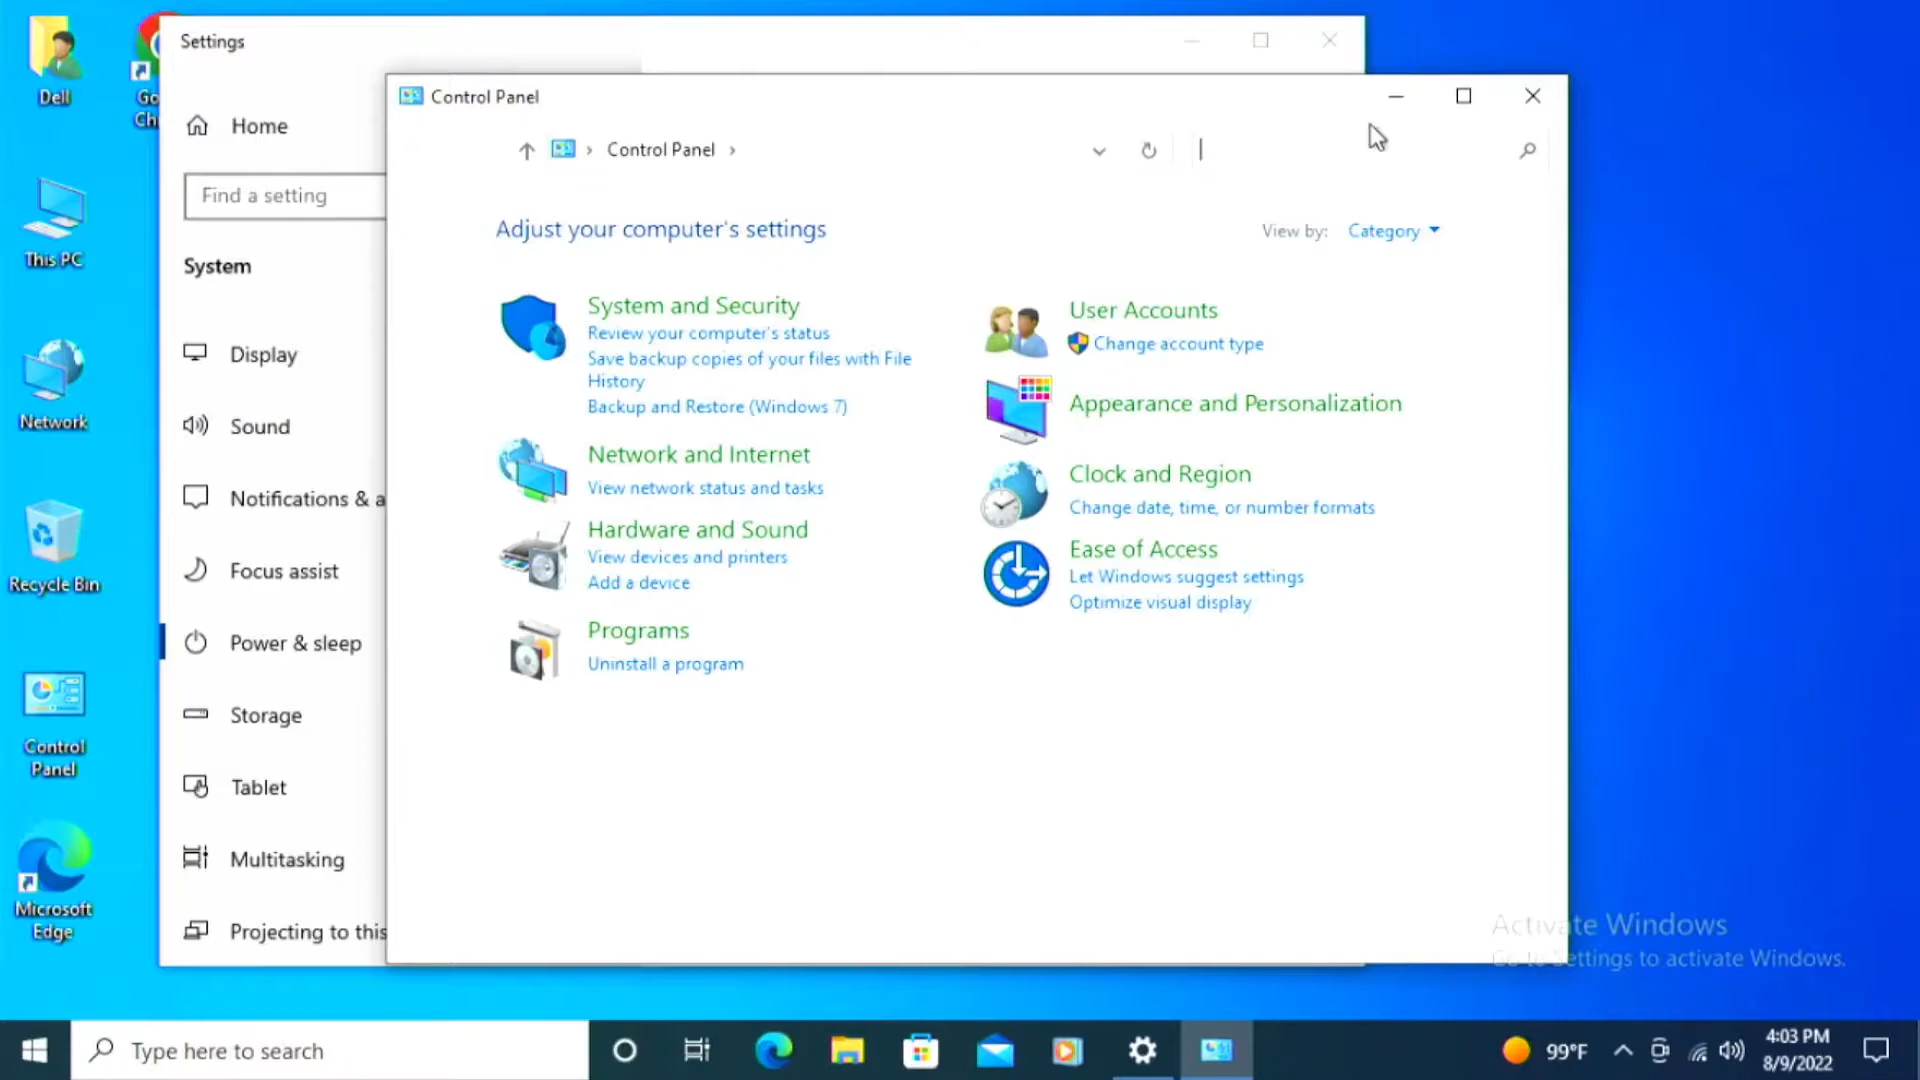 Dell
Go
Ch
This PC
Network
Recycle Bin
Control
Panel
Microsoft
Edge
Settings
Home
Find a setting
System
Display
Sound
Notifications & a
Focus assist
Power & sleep
Storage
Tablet
Multitasking
Projecting to this
Control Panel
Control Panel
Adjust your computer's settings
View by: Category
System and Security
Review your computer's status
Save backup copies of your files with File
History
Backup and Restore (Windows 7)
Network and Internet
View network status and tasks
Hardware and Sound
View devices and printers
Add a device
Programs
Uninstall a program
User Accounts
Change account type
Appearance and Personalization
Clock and Region
Change date, time, or number formats
Ease of Access
Let Windows suggest settings
Optimize visual display
Activate Windows
Go to Settings to activate Windows.
Type here to search
99°F
4:03 PM
8/9/2022